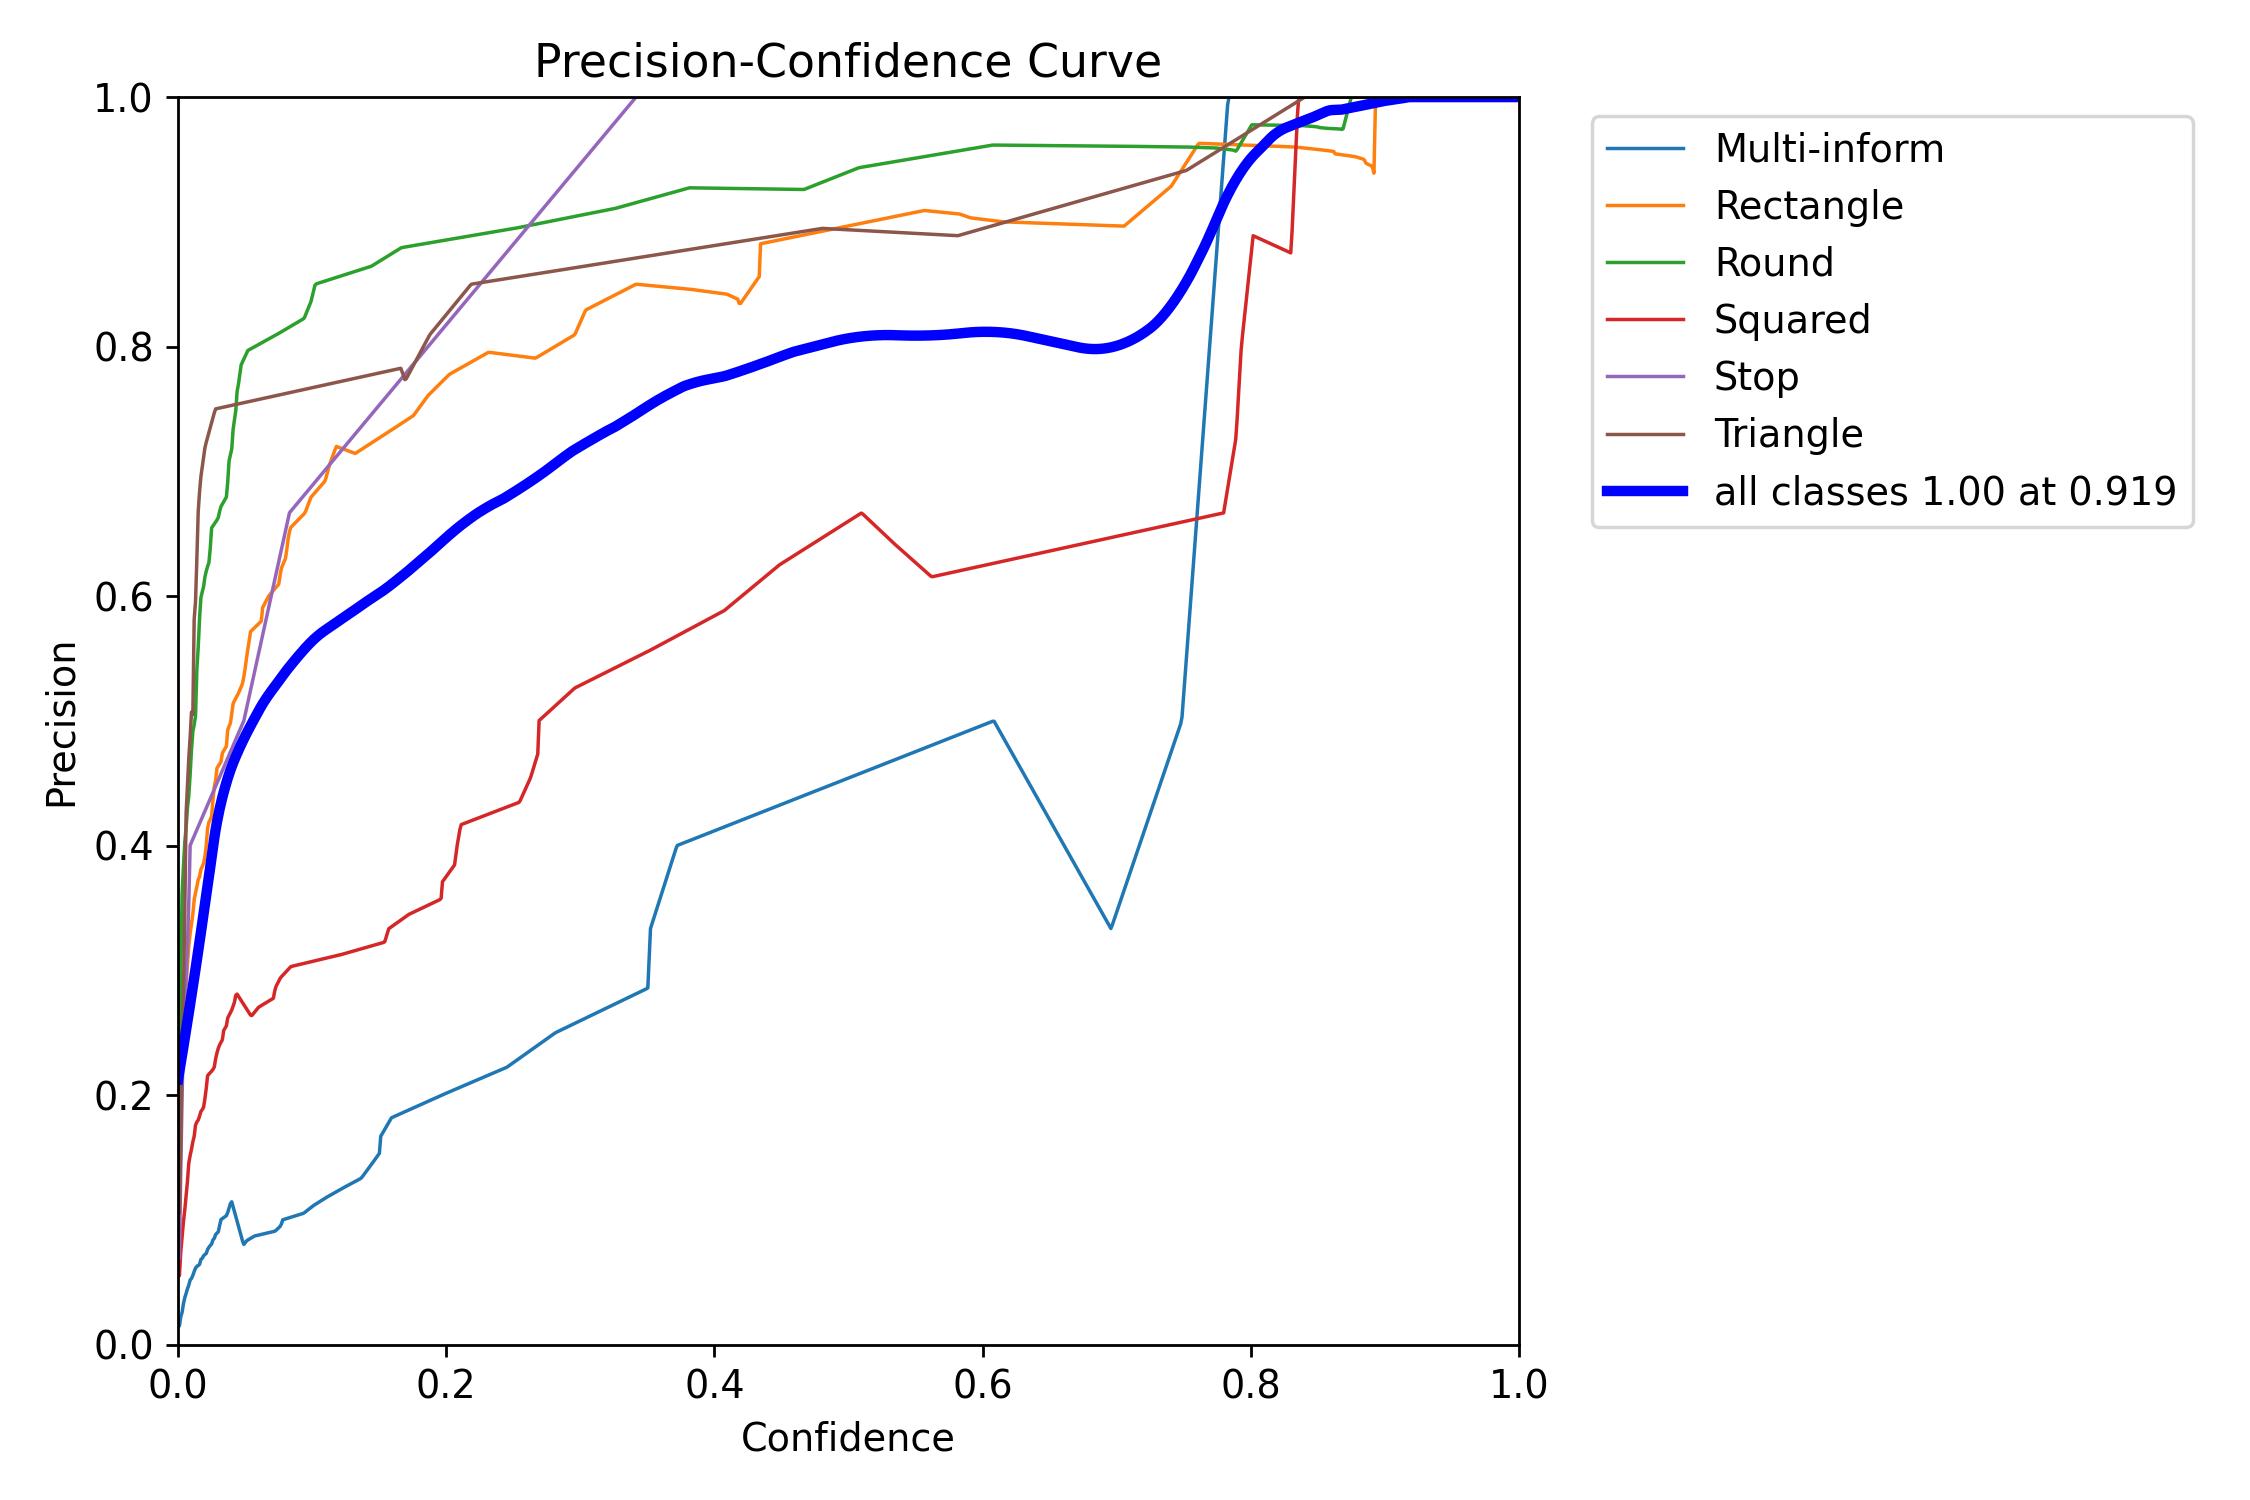 Precision-Confidence Curve
1.0
0.8
0.6
0.4
0.2
0.0
Precision
0.0 0.2 0.4 0.6 0.8 1.0
Confidence
Multi-inform
Rectangle
Round
Squared
Stop
Triangle
all classes 1.00 at 0.919